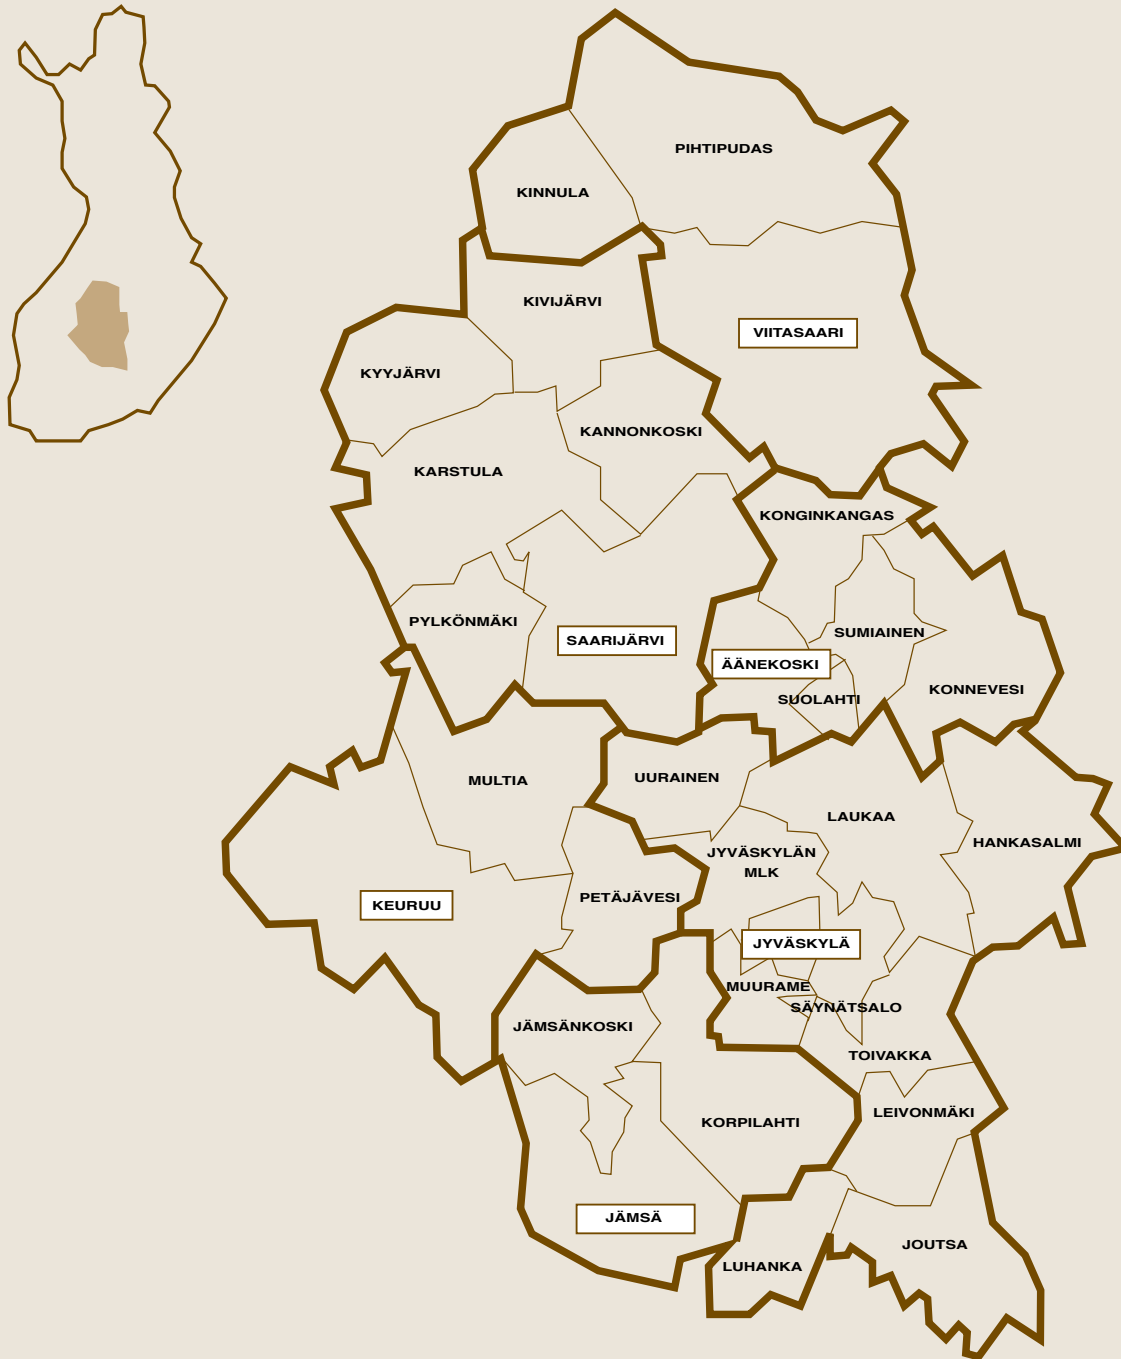 PIHTIPUDAS
KINNULA
KIVIJÄRVI
VIITASAARI
KYYJÄRVI
KANNONKOSKI
KARSTULA
KONGINKANGAS
PYLKÖNMÄKI
SUMIAINEN
SAARIJÄRVI
ÄÄNEKOSKI
KONNEVESI
SUOLAHTI
UURAINEN
MULTIA
LAUKAA
HANKASALMI
JYVÄSKYLÄN
MLK
PETÄJÄVESI
KEURUU
JYVÄSKYLÄ
MUURAME
SÄYNÄTSALO
JÄMSÄNKOSKI
TOIVAKKA
LEIVONMÄKI
KORPILAHTI
JÄMSÄ
JOUTSA
LUHANKA